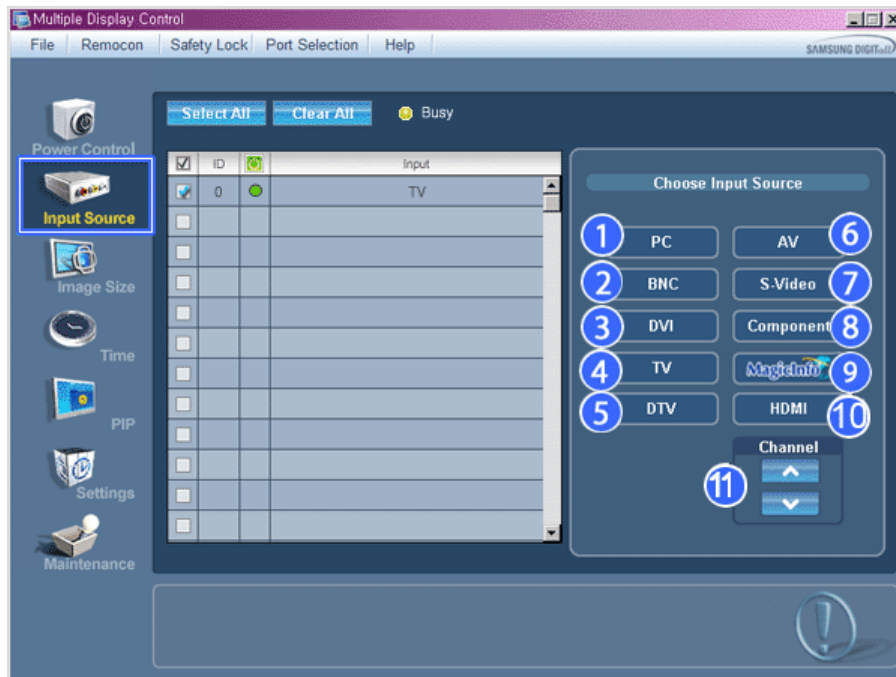 Multiple Display Control
File Remocon Safety Lock Port Selection Help
SAMSUNG DIGITall
Select All Clear All Busy
Power Control
Input Source
Image Size
Time
PIP
Settings
Maintenance
ID Input
0 TV
Choose Input Source
1 PC AV 6
2 BNC S-Video 7
3 DVI Component 8
4 TV MagicInfo 9
5 DTV HDMI 10
Channel
11